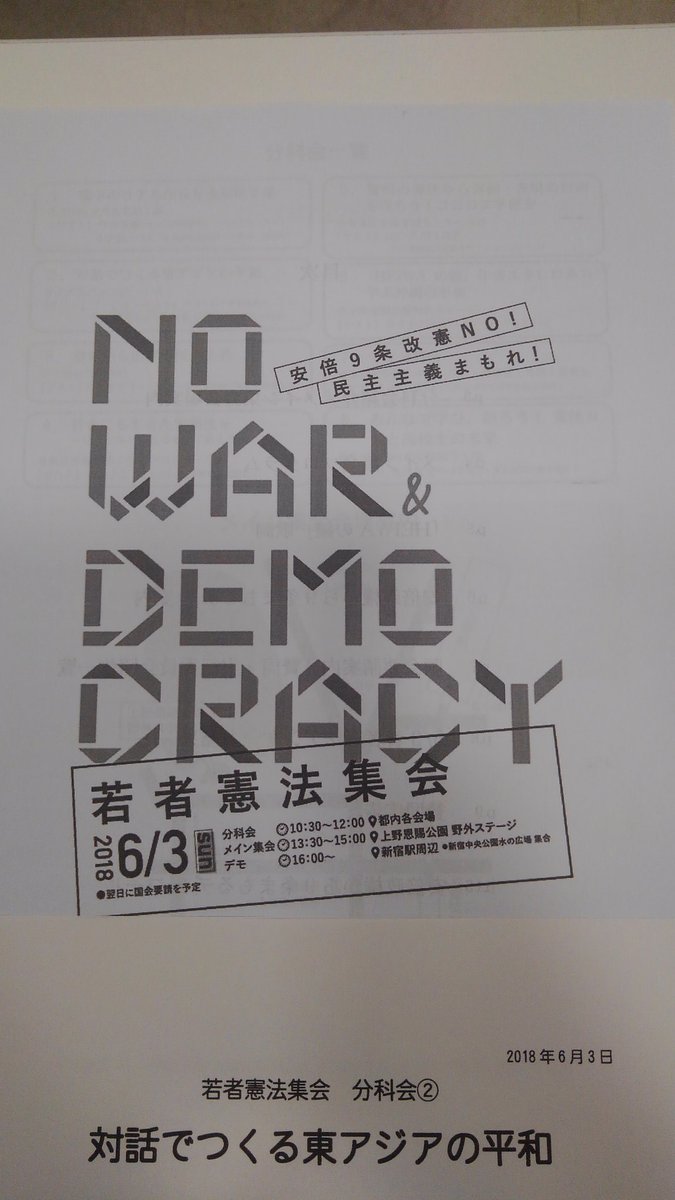 NO
安倍9条改憲NO!
民主主義まもれ!
WAR &
DEMO
CRACY
若者憲法集会
2018 6/3 sun
分科会 10:30~12:00 都内各会場
メイン集会 13:30~15:00 上野恩賜公園 野外ステージ
デモ 16:00~ 新宿駅周辺 ●新宿中央公園水の広場 集合
●翌日に国会要請を予定
2018年6月3日
若者憲法集会 分科会②
対話でつくる東アジアの平和